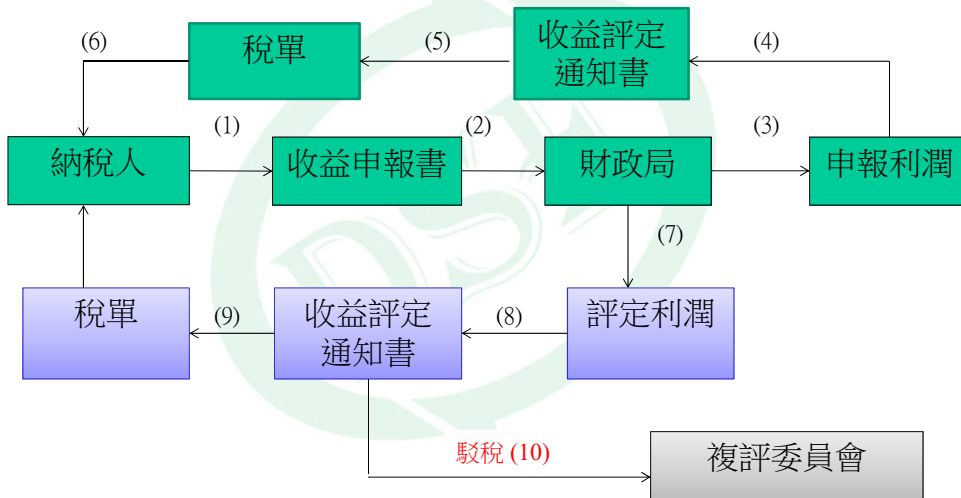 (6)
稅單
(5)
收益評定
通知書
(4)
納稅人
(1)
收益申報書
(2)
財政局
(3)
申報利潤
(7)
稅單
(9)
收益評定
通知書
(8)
評定利潤
駁稅 (10)
複評委員會
DSF